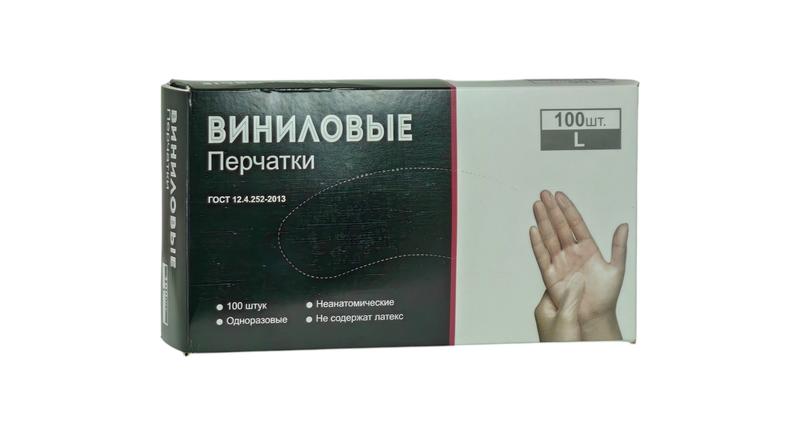 ВИНИЛОВЫЕ
Перчатки
ГОСТ 12.4.252-2013
100 штук
Одноразовые
Неанатомические
Не содержат латекс
100шт.
L
ВИНИЛОВЫЕ
Перчатки